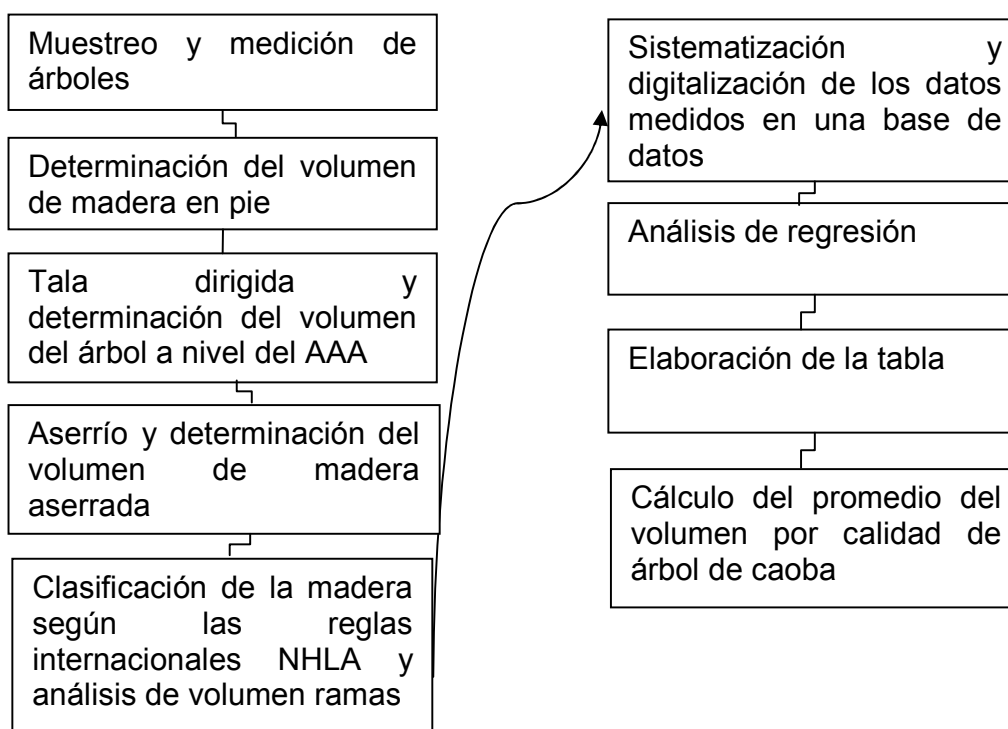 Muestreo y medición de
árboles
Determinación del volumen
de madera en pie
Tala dirigida y
determinación del volumen
del árbol a nivel del AAA
Aserrío y determinación del
volumen de madera
aserrada
Clasificación de la madera
según las reglas
internacionales NHLA y
análisis de volumen ramas
Sistematización y
digitalización de los datos
medidos en una base de
datos
Análisis de regresión
Elaboración de la tabla
Cálculo del promedio del
volumen por calidad de
árbol de caoba